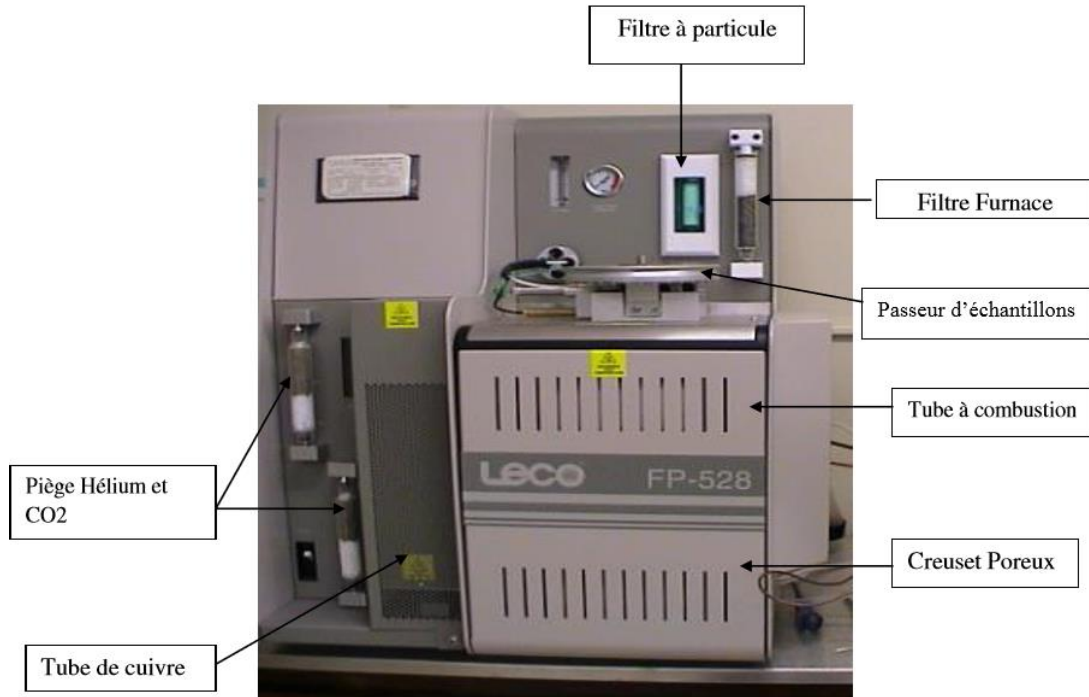 Filtre à particule
Filtre Furnace
Passeur d'échantillons
Tube à combustion
LECO FP-528
Piège Hélium et
CO2
Creuset Poreux
Tube de cuivre